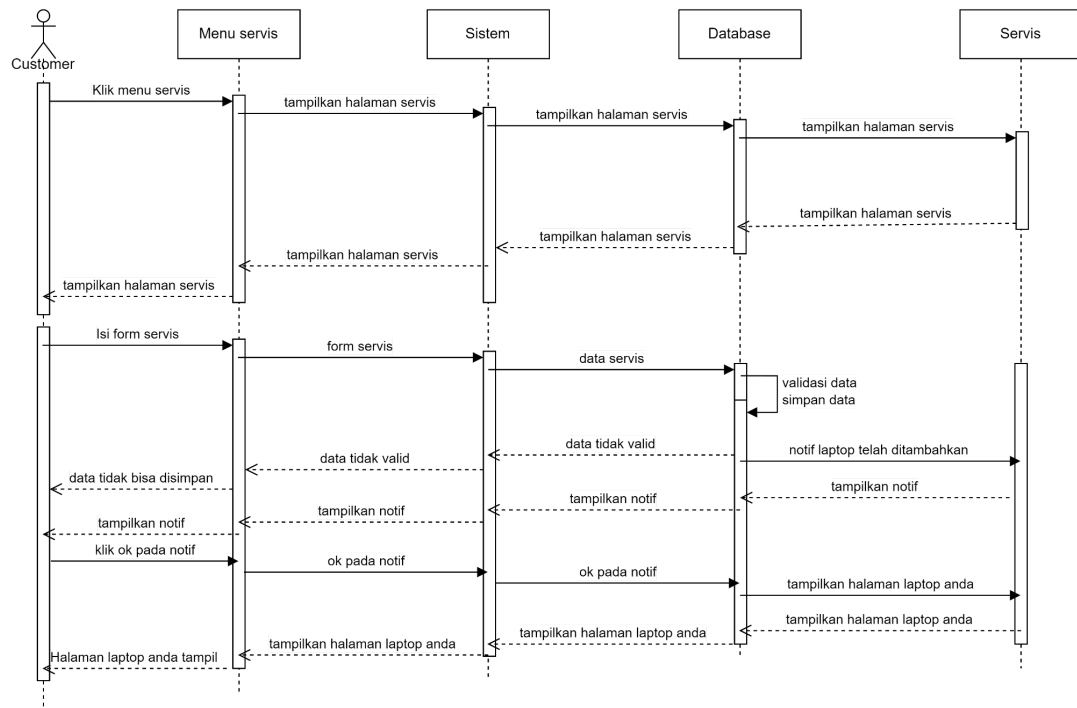 Customer
Menu servis
Sistem
Database
Servis
Klik menu servis
tampilkan halaman servis
tampilkan halaman servis
tampilkan halaman servis
tampilkan halaman servis
tampilkan halaman servis
tampilkan halaman servis
tampilkan halaman servis
Isi form servis
form servis
data servis
validasi data
simpan data
data tidak valid
notif laptop telah ditambahkan
data tidak valid
data tidak bisa disimpan
tampilkan notif
tampilkan notif
tampilkan notif
tampilkan notif
klik ok pada notif
ok pada notif
ok pada notif
tampilkan halaman laptop anda
tampilkan halaman laptop anda
tampilkan halaman laptop anda
tampilkan halaman laptop anda
Halaman laptop anda tampil